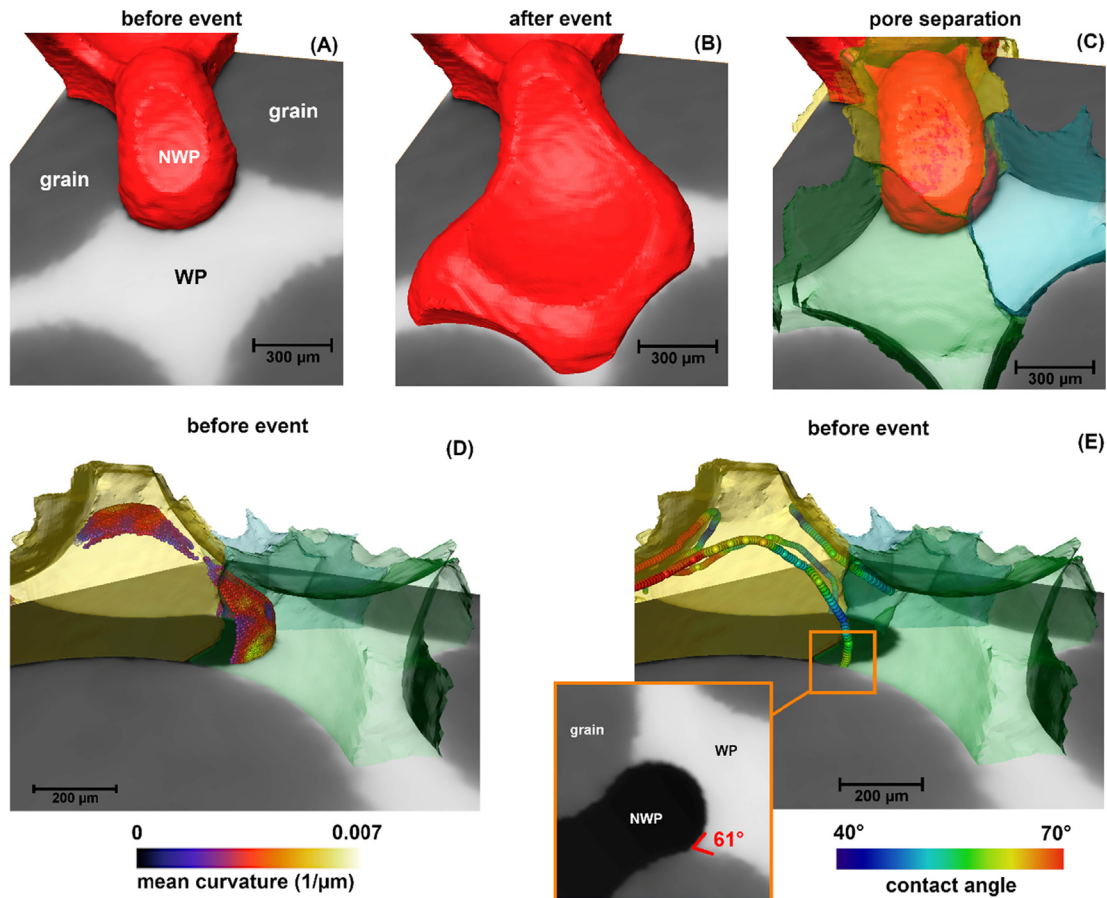 before event
(A)
grain
NWP
grain
WP
300 µm
after event
(B)
300 µm
pore separation
(C)
300 µm
before event
(D)
200 µm
0
0.007
mean curvature (1/µm)
before event
(E)
grain
WP
NWP
61°
200 µm
40°
70°
contact angle